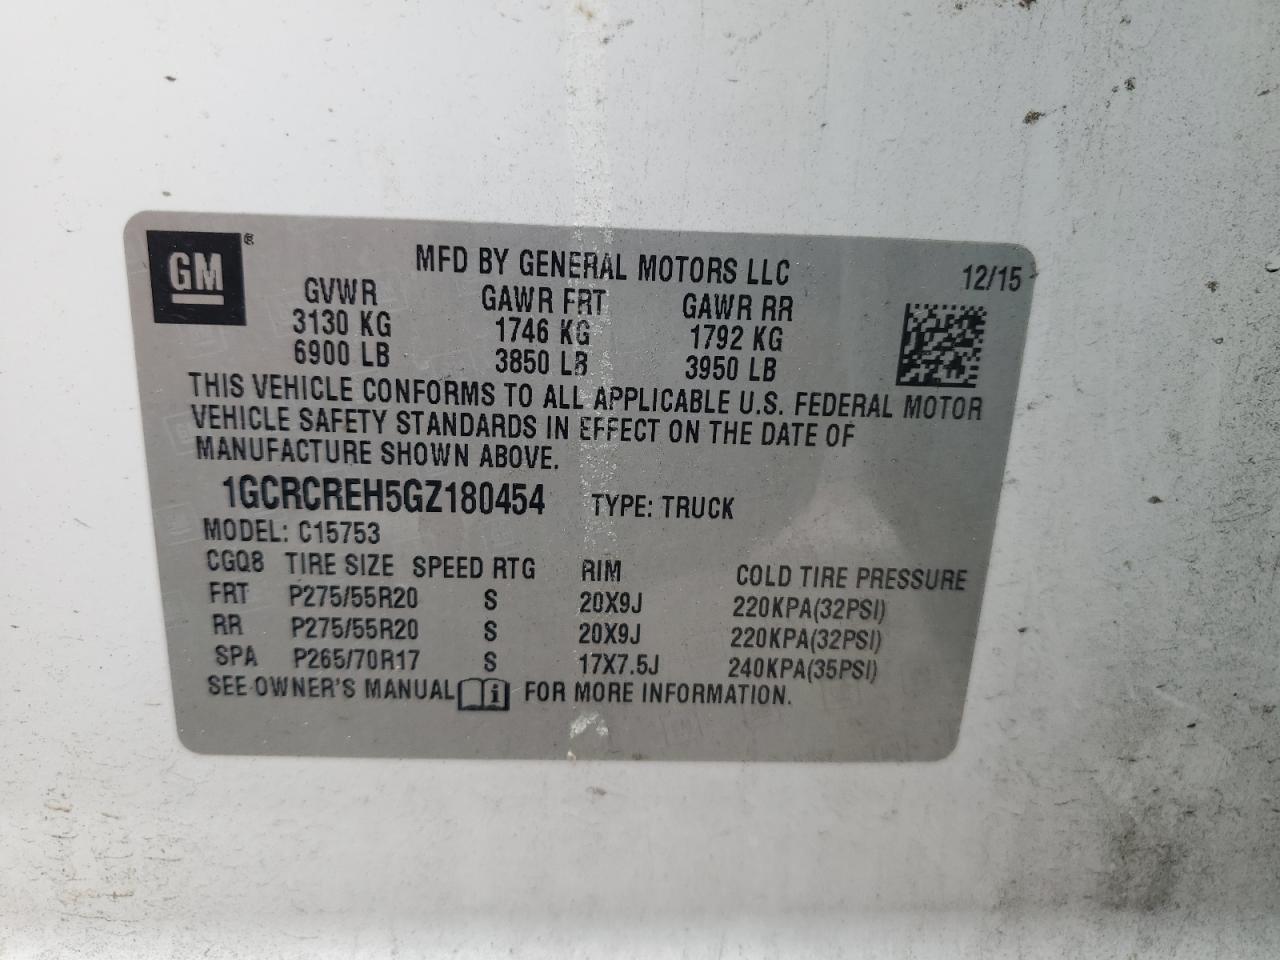 GM®
MFD BY GENERAL MOTORS LLC 12/15
GVWR GAWR FRT GAWR RR
3130 KG 1746 KG 1792 KG
6900 LB 3850 LB 3950 LB
THIS VEHICLE CONFORMS TO ALL APPLICABLE U.S. FEDERAL MOTOR
VEHICLE SAFETY STANDARDS IN EFFECT ON THE DATE OF
MANUFACTURE SHOWN ABOVE.
1GCRCREH5GZ180454 TYPE: TRUCK
MODEL: C15753
CGQ8 TIRE SIZE SPEED RTG RIM COLD TIRE PRESSURE
FRT P275/55R20 S 20X9J 220KPA(32PSI)
RR P275/55R20 S 20X9J 220KPA(32PSI)
SPA P265/70R17 S 17X7.5J 240KPA(35PSI)
SEE OWNER'S MANUAL i FOR MORE INFORMATION.